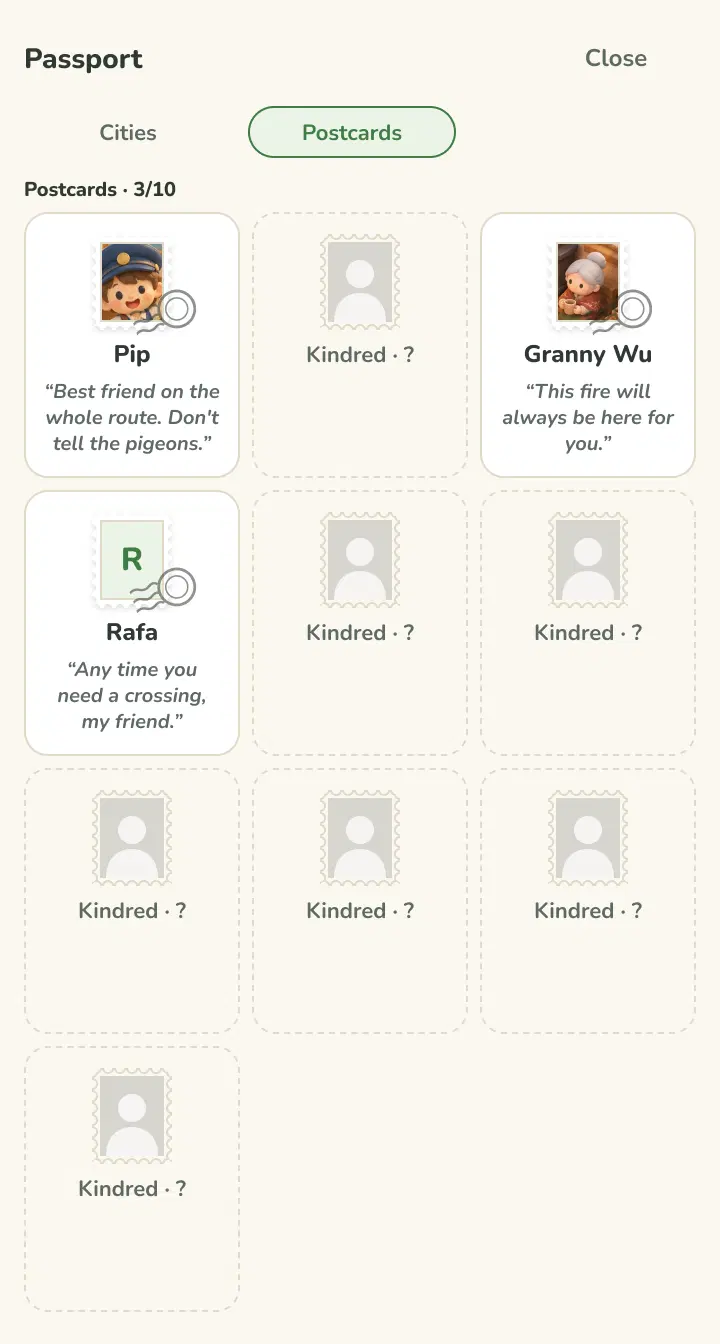 Passport
Close
Cities
Postcards
Postcards · 3/10
Pip
“Best friend on the
whole route. Don't
tell the pigeons.”
Kindred · ?
Granny Wu
“This fire will
always be here for
you.”
R
Rafa
“Any time you
need a crossing,
my friend.”
Kindred · ?
Kindred · ?
Kindred · ?
Kindred · ?
Kindred · ?
Kindred · ?